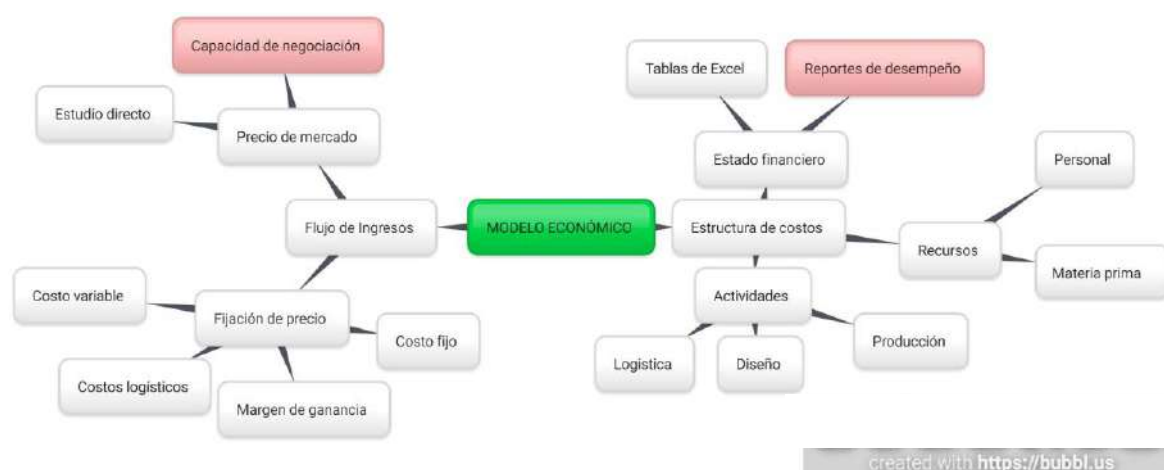 Capacidad de negociación
Estudio directo
Precio de mercado
Flujo de Ingresos
Costo variable
Fijación de precio
Costo fijo
Costos logísticos
Margen de ganancia
MODELO ECONÓMICO
Tablas de Excel
Reportes de desempeño
Estado financiero
Personal
Estructura de costos
Recursos
Materia prima
Actividades
Logística
Diseño
Producción
created with https://bubbl.us